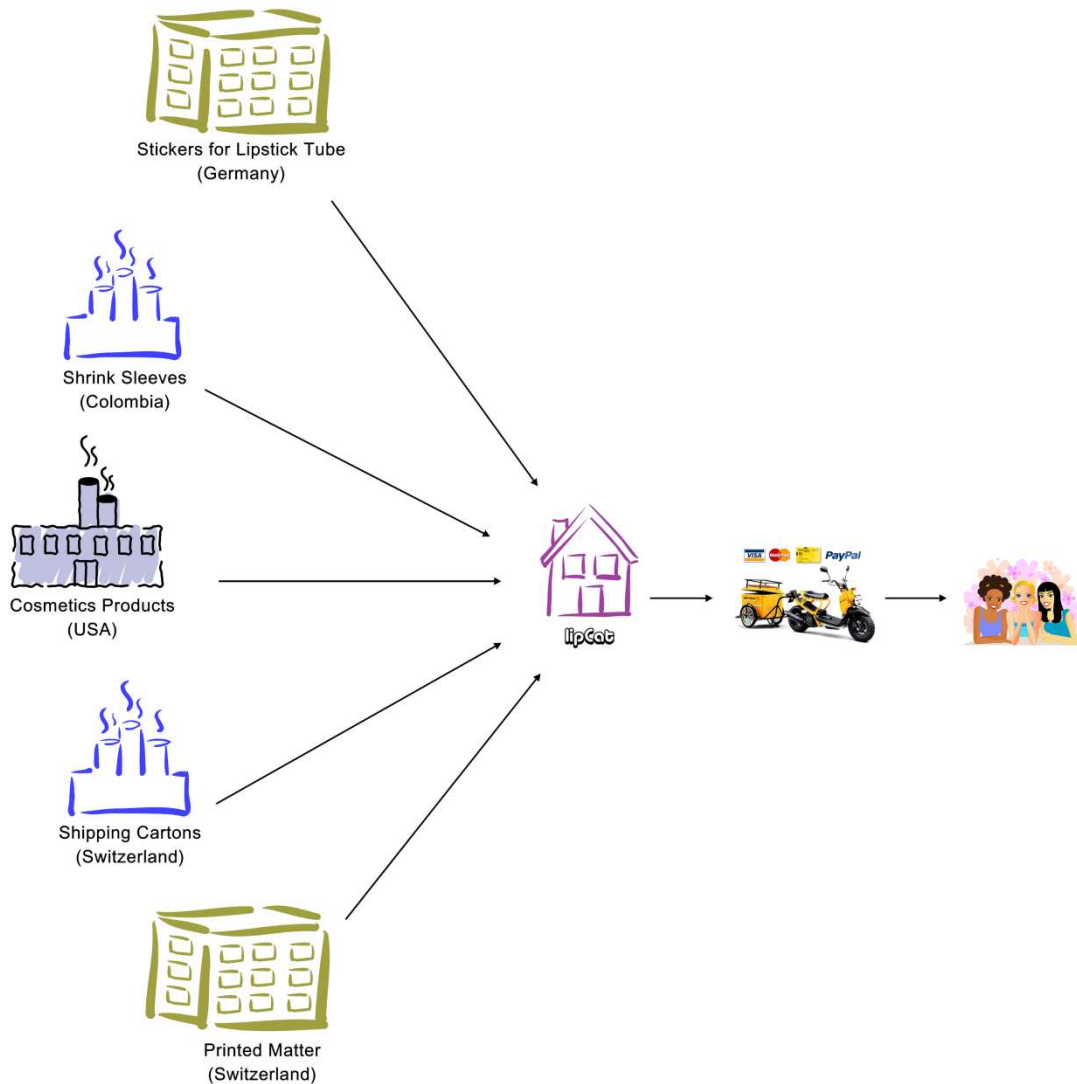 Stickers for Lipstick Tube
(Germany)
Shrink Sleeves
(Colombia)
Cosmetics Products
(USA)
VISA MasterCard PayPal
lipCat
Shipping Cartons
(Switzerland)
Printed Matter
(Switzerland)